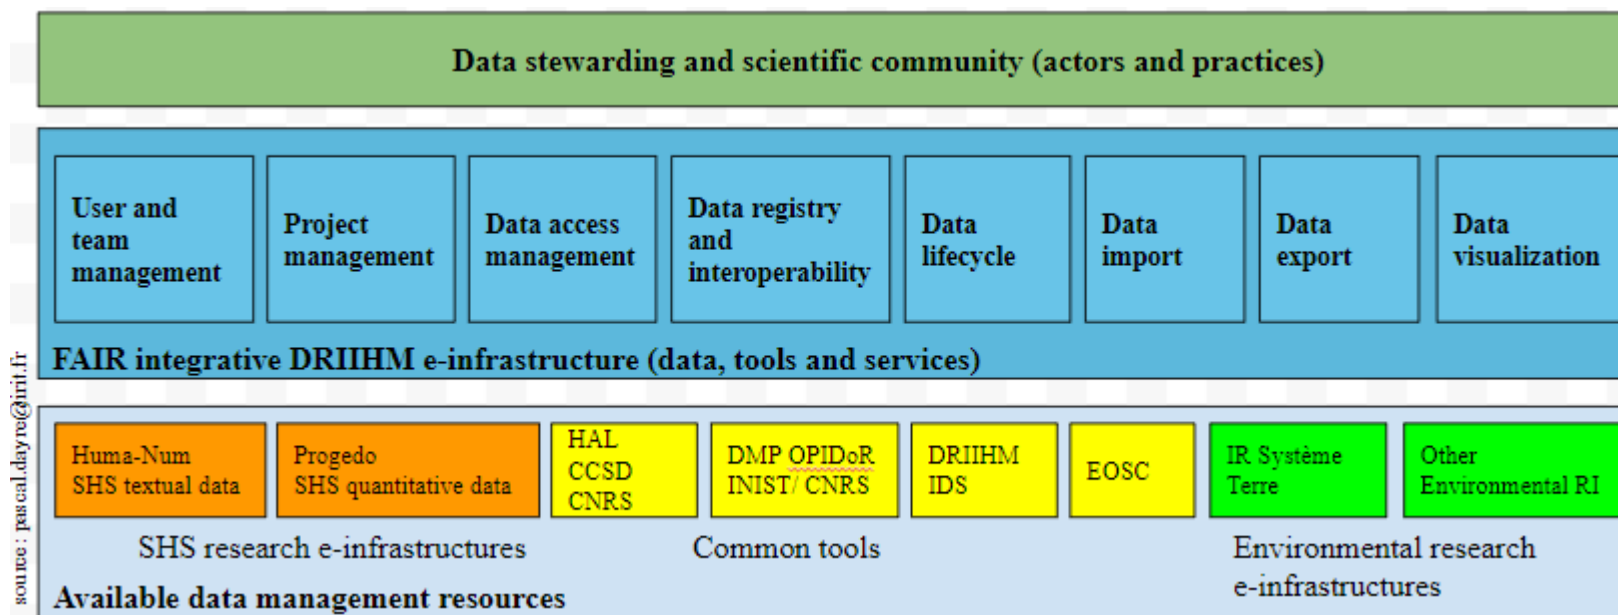 Data stewarding and scientific community (actors and practices)
User and
team
management
Project
management
Data access
management
Data registry
and
interoperability
Data
lifecycle
Data
import
Data
export
Data
visualization
FAIR integrative DRIIHM e-infrastructure (data, tools and services)
Huma-Num
SHS textual data
Progedo
SHS quantitative data
HAL
CCSD
CNRS
DMP OPIDoR
INIST/ CNRS
DRIIHM
IDS
EOSC
IR Système
Terre
Other
Environmental RI
SHS research e-infrastructures
Common tools
Environmental research
e-infrastructures
Available data management resources
source : pascal.dayre@irit.fr